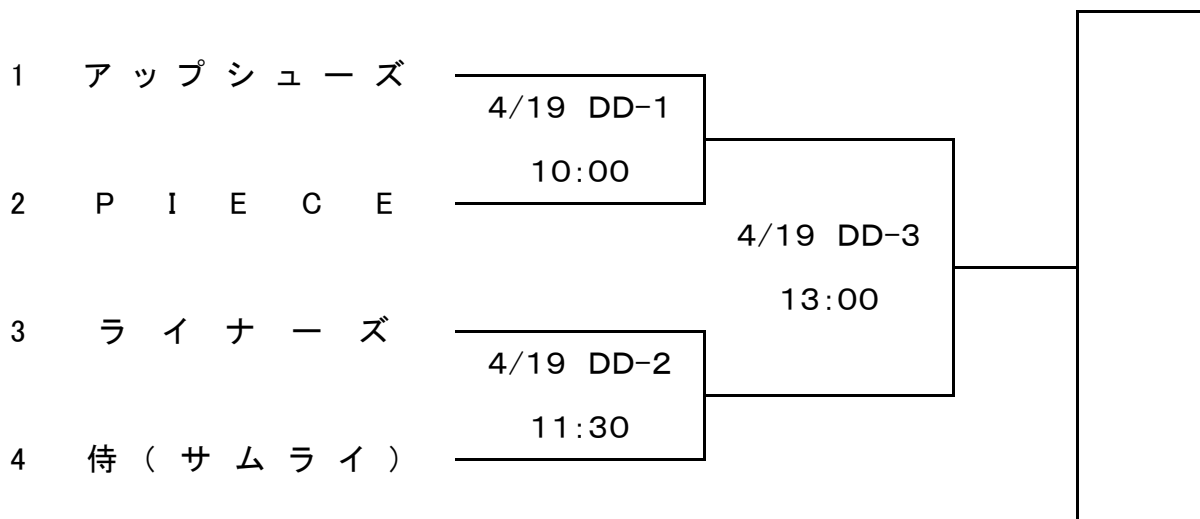 1 アップシューズ
4/19 DD-1
10:00
2 PIECE
4/19 DD-3
13:00
3 ライナーズ
4/19 DD-2
11:30
4 侍(サムライ)